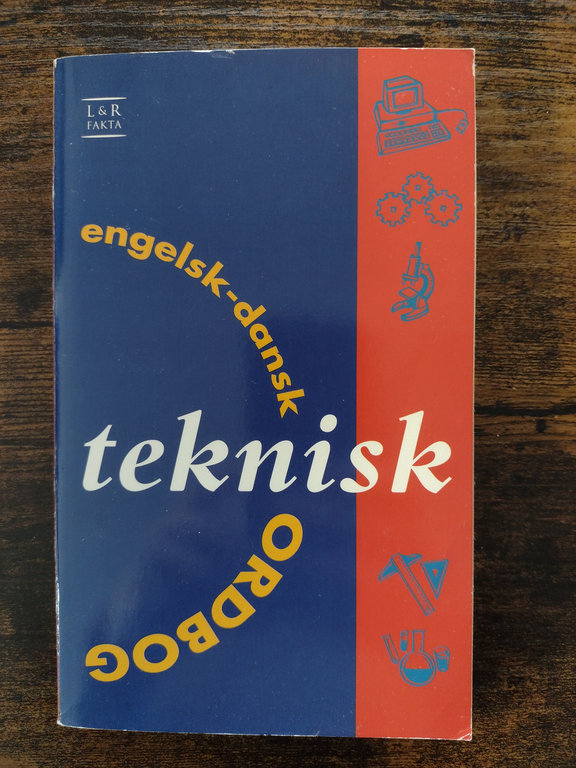 L & R
FAKTA
engelsk-dansk
teknisk
ORDBOG